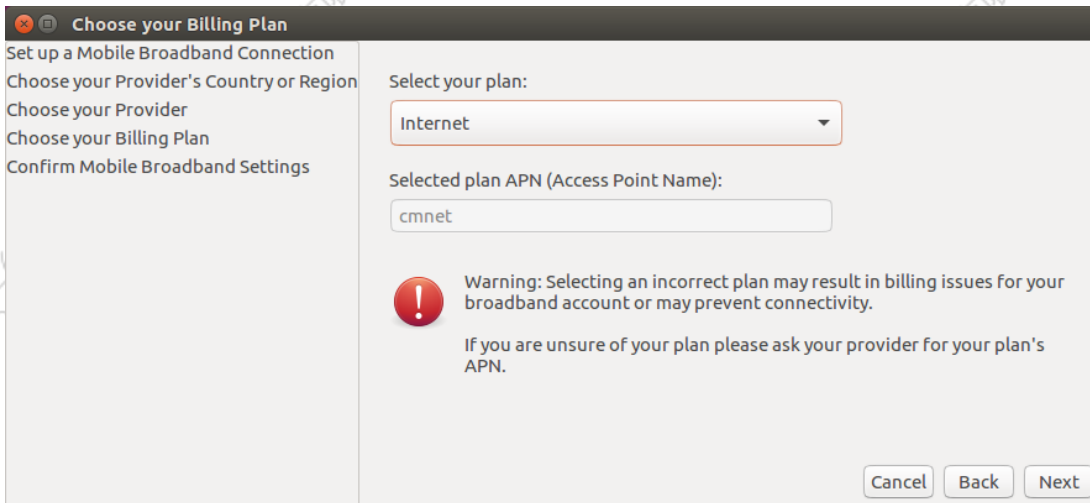 Choose your Billing Plan
Set up a Mobile Broadband Connection
Choose your Provider's Country or Region
Choose your Provider
Choose your Billing Plan
Confirm Mobile Broadband Settings
Select your plan:
Internet
Selected plan APN (Access Point Name):
cmnet
Warning: Selecting an incorrect plan may result in billing issues for your
broadband account or may prevent connectivity.
If you are unsure of your plan please ask your provider for your plan's
APN.
Cancel Back Next